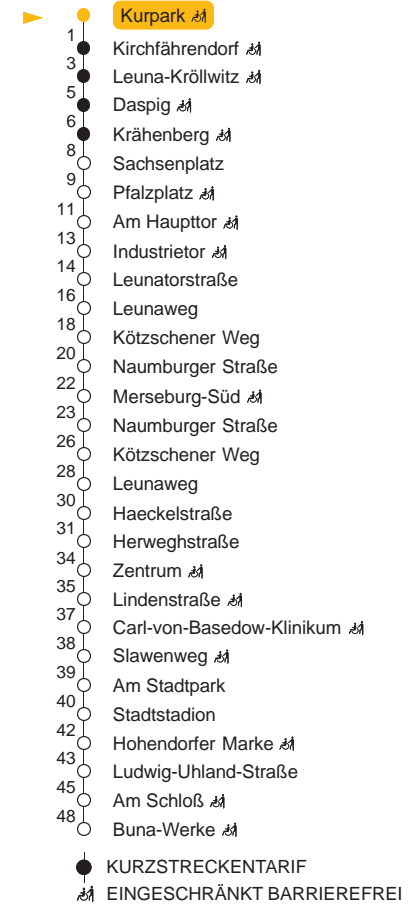 Kurpark
1
Kirchfährendorf
3
Leuna-Kröllwitz
5
Daspig
6
Krähenberg
8
Sachsenplatz
9
Pfalzplatz
11
Am Haupttor
13
Industrietor
14
Leunatorstraße
16
Leunaweg
18
Kötzschener Weg
20
Naumburger Straße
22
Merseburg-Süd
23
Naumburger Straße
26
Kötzschener Weg
28
Leunaweg
30
Haeckelstraße
31
Herweghstraße
34
Zentrum
35
Lindenstraße
37
Carl-von-Basedow-Klinikum
38
Slawenweg
39
Am Stadtpark
40
Stadtstadion
42
Hohendorfer Marke
43
Ludwig-Uhland-Straße
45
Am Schloß
48
Buna-Werke
KURZSTRECKENTARIF
EINGESCHRÄNKT BARRIEREFREI